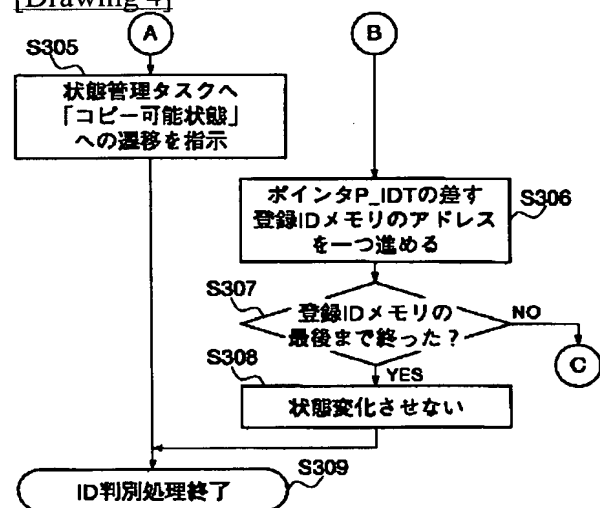 [Drawing 4]
A
B
S305
状態管理タスクへ
「コピー可能状態」
への遷移を指示
ポインタP_IDTの差す
登録IDメモリのアドレス
を一つ進める
S306
S307
登録IDメモリの
最後まで終った？
NO
C
S308
YES
状態変化させない
S309
ID判別処理終了